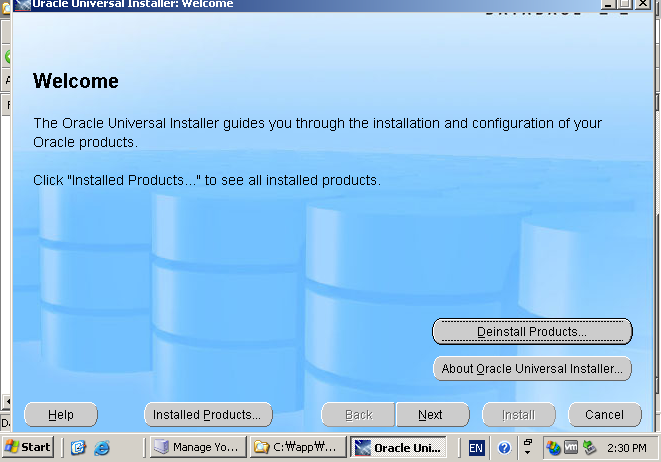 Oracle Universal Installer: Welcome
Welcome
The Oracle Universal Installer guides you through the installation and configuration of your
Oracle products.
Click "Installed Products..." to see all installed products.
Deinstall Products...
About Oracle Universal Installer...
Help
Installed Products...
Back
Next
Install
Cancel
Start
Manage Yo...
C:₩app₩...
Oracle Uni...
EN
2:30 PM